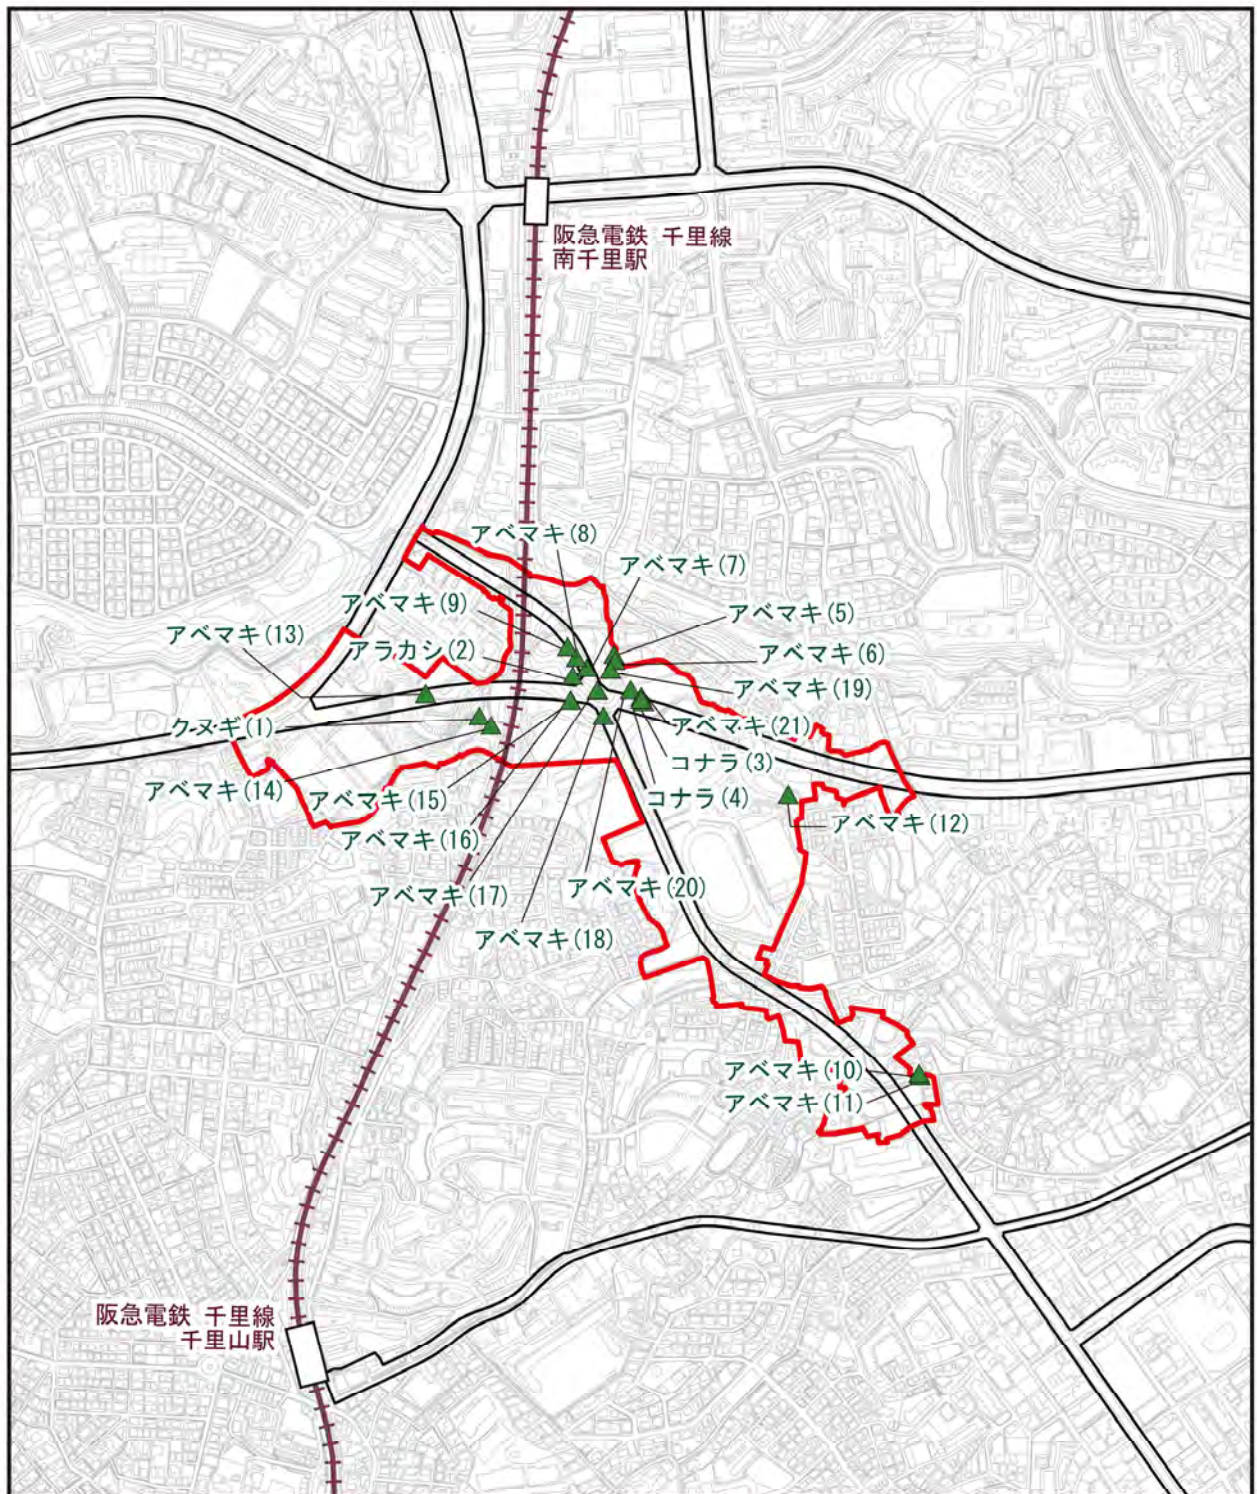 阪急電鉄 千里線
南千里駅
アベマキ(8)
アベマキ(7)
アベマキ(9)
アベマキ(5)
アベマキ(13)
アラカシ(2)
アベマキ(6)
アベマキ(19)
クヌギ(1)
アベマキ(21)
コナラ(3)
アベマキ(14)
アベマキ(15)
コナラ(4)
アベマキ(12)
アベマキ(16)
アベマキ(17)
アベマキ(20)
アベマキ(18)
アベマキ(10)
アベマキ(11)
阪急電鉄 千里線
千里山駅